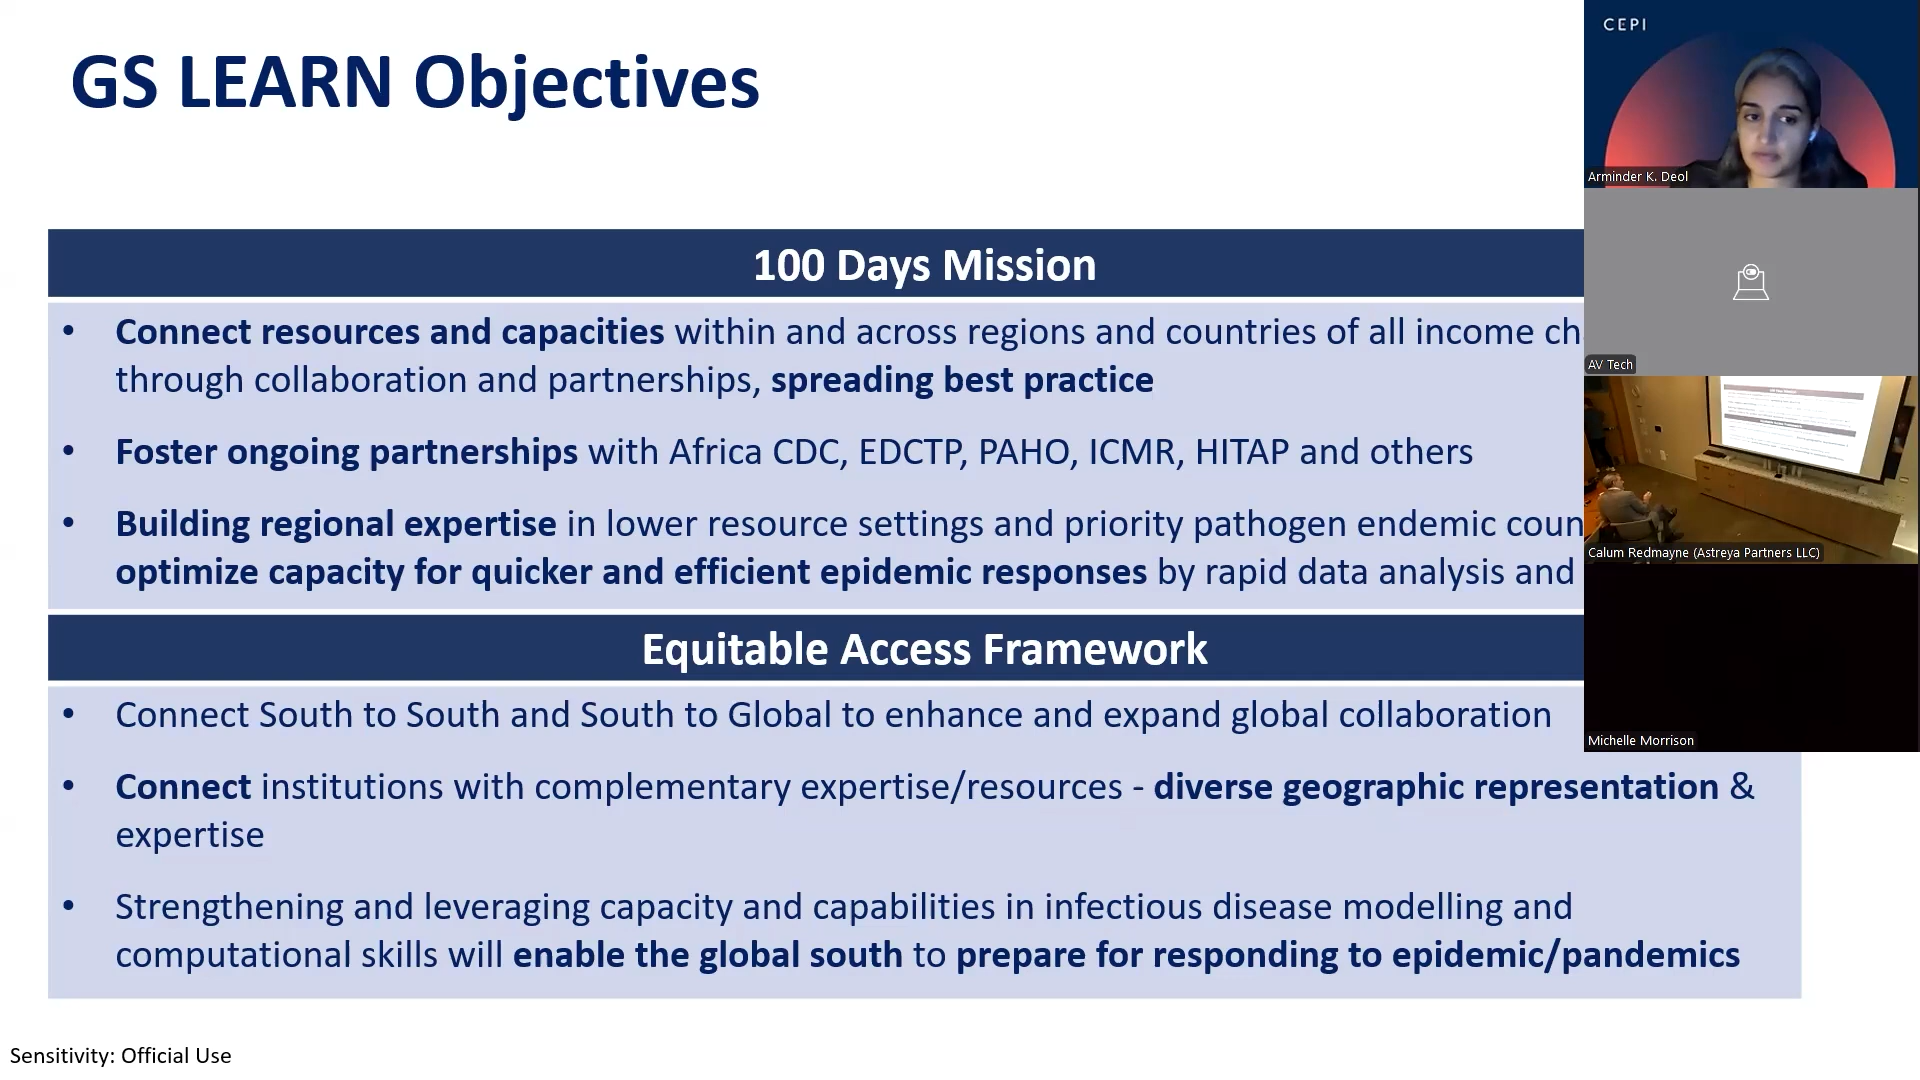 GS LEARN Objectives
100 Days Mission
• Connect resources and capacities within and across regions and countries of all income
through collaboration and partnerships, spreading best practice
• Foster ongoing partnerships with Africa CDC, EDCTP, PAHO, ICMR, HITAP and others
• Building regional expertise in lower resource settings and priority pathogen endemic
optimize capacity for quicker and efficient epidemic responses by rapid data analysis and
Equitable Access Framework
• Connect South to South and South to Global to enhance and expand global collaboration
• Connect institutions with complementary expertise/resources - diverse geographic representation &
expertise
• Strengthening and leveraging capacity and capabilities in infectious disease modelling and
computational skills will enable the global south to prepare for responding to epidemic/pandemics
Sensitivity: Official Use
CEPI
Arminder K. Deol
AV Tech
Calum Redmayne (Astreya Partners LLC)
Michelle Morrison